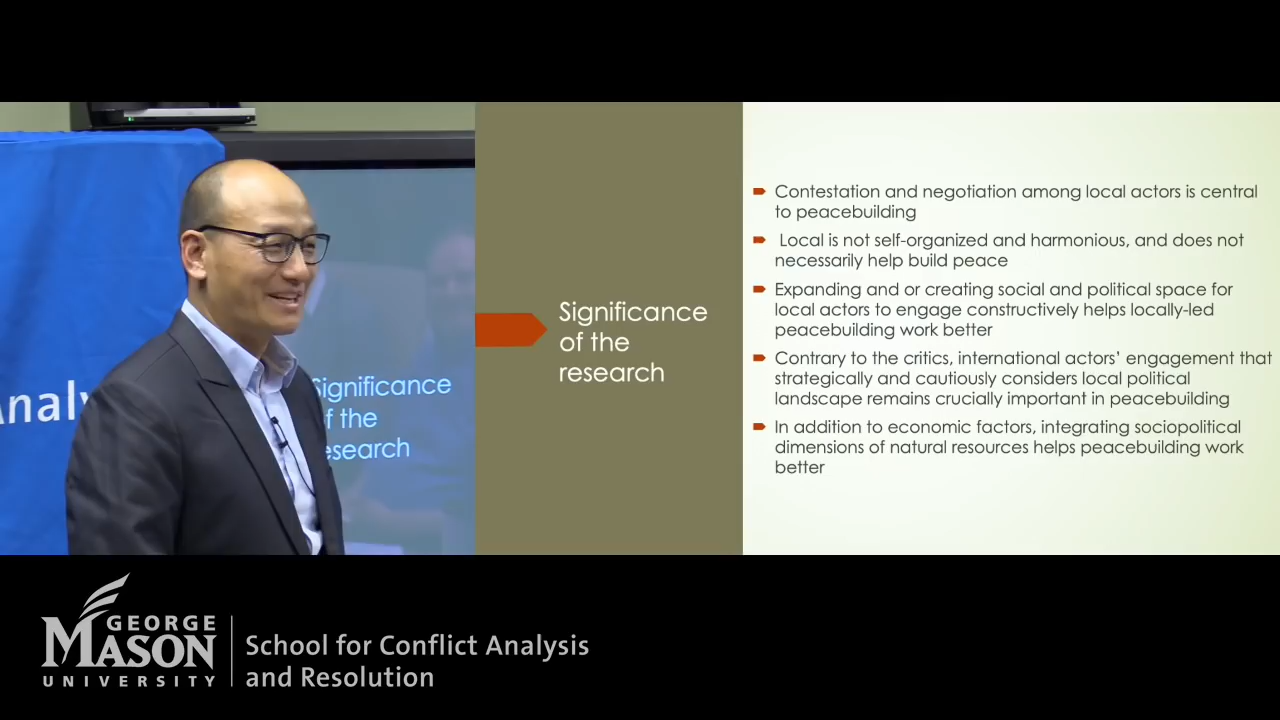 Analy
Significance
of the
esearch
Significance
of the
research
Contestation and negotiation among local actors is central
to peacebuilding
Local is not self-organized and harmonious, and does not
necessarily help build peace
Expanding and or creating social and political space for
local actors to engage constructively helps locally-led
peacebuilding work better
Contrary to the critics, international actors’ engagement that
strategically and cautiously considers local political
landscape remains crucially important in peacebuilding
In addition to economic factors, integrating sociopolitical
dimensions of natural resources helps peacebuilding work
better
GEORGE
MASON
UNIVERSITY
School for Conflict Analysis
and Resolution